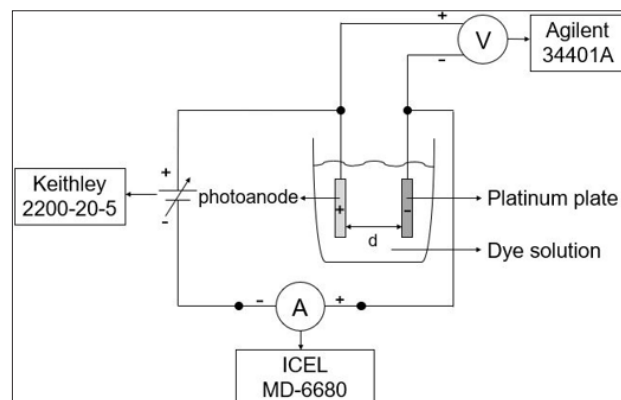 +
V
-
Agilent
34401A
+
-
Keithley
2200-20-5
photoanode
+
-
d
Platinum plate
Dye solution
-
A
+
ICEL
MD-6680